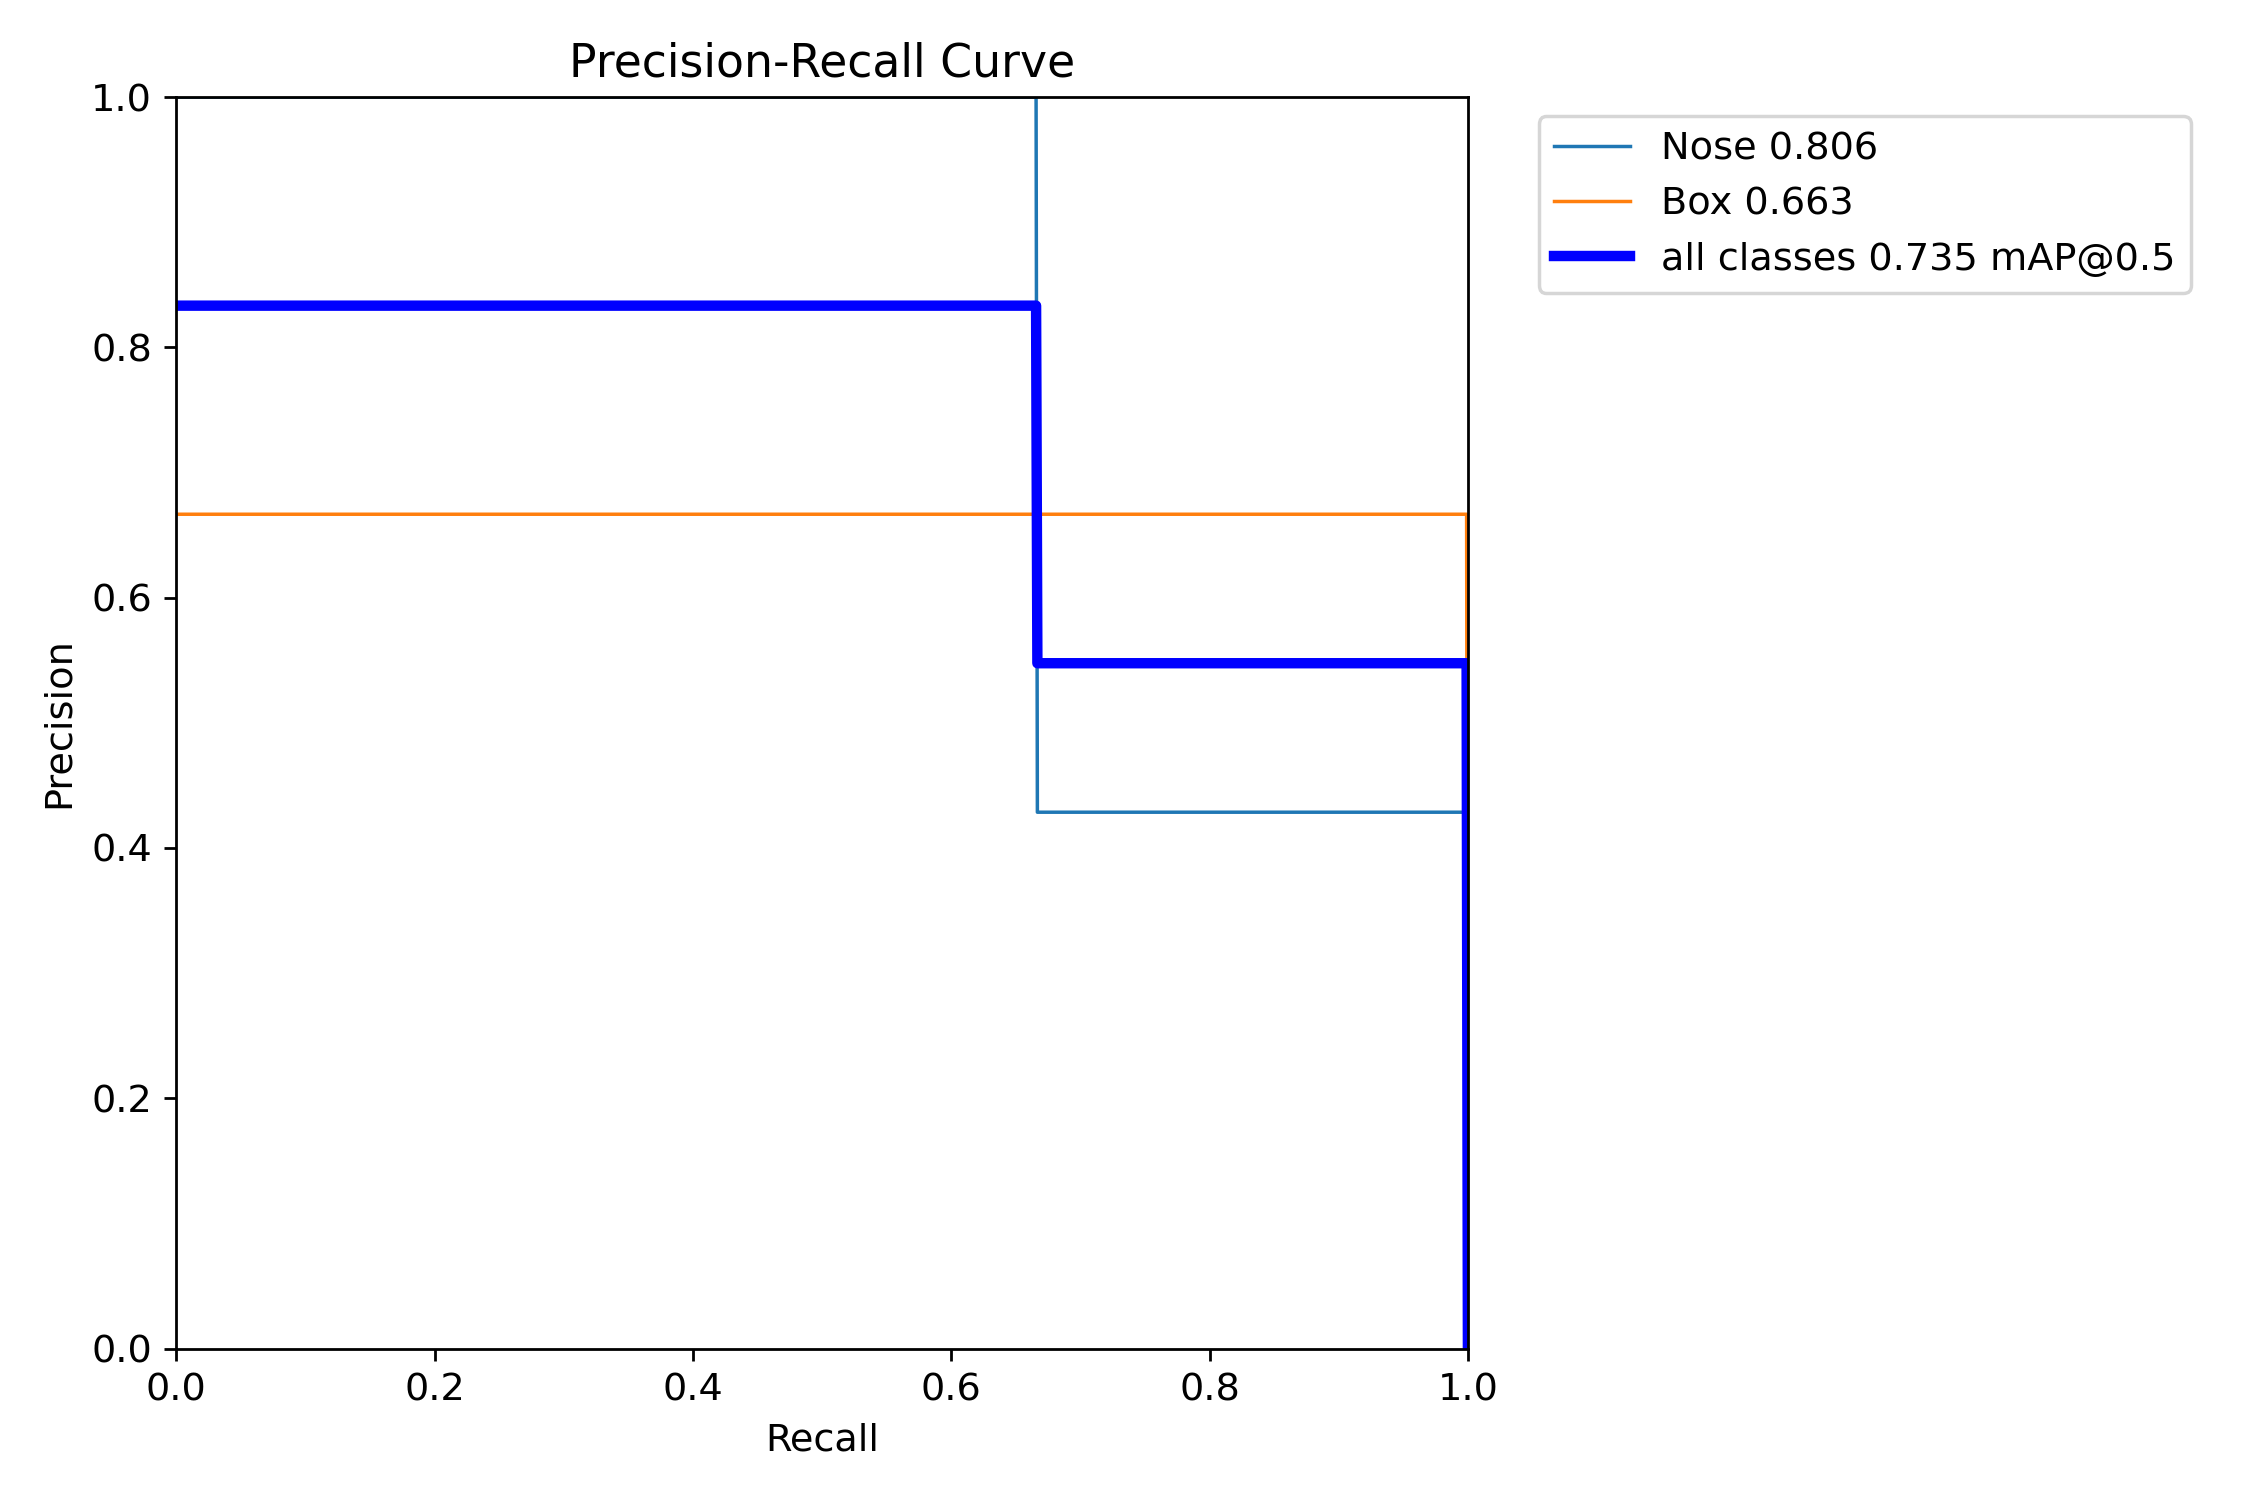 Precision-Recall Curve
1.0
0.8
0.6
0.4
0.2
0.0
Precision
0.0 0.2 0.4 0.6 0.8 1.0
Recall
Nose 0.806
Box 0.663
all classes 0.735 mAP@0.5